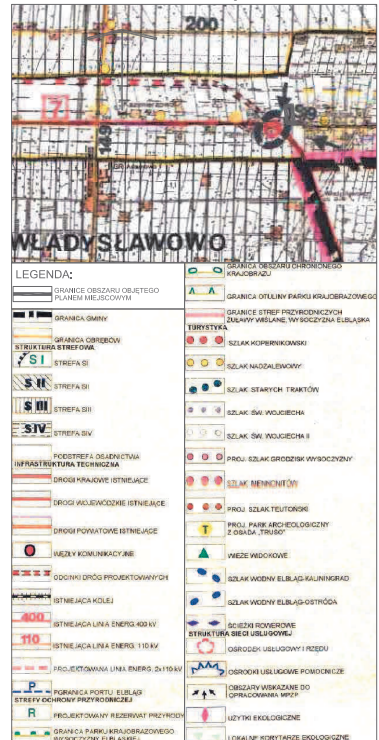 200
[7]
199
149
WŁADYSŁAWOWO
LEGENDA:
GRANICE OBSZARU OBJĘTEGO
PLANEM MIEJSCOWYM
GRANICA GMINY
GRANICA OBRĘBÓW
STRUKTURA STREFOWA
S I
STREFA SI
S II
STREFA SII
S III
STREFA SIII
SIV
STREFA SIV
PODSTREFA OSADNICTWA
INFRASTRUKTURA TECHNICZNA
DROGI KRAJOWE ISTNIEJĄCE
DROGI WOJEWÓDZKIE ISTNIEJĄCE
DROGI POWIATOWE ISTNIEJĄCE
WĘZŁY KOMUNIKACYJNE
ODCINKI DRÓG PROJEKTOWANYCH
ISTNIEJĄCA KOLEJ
400
ISTNIEJĄCA LINIA ENERG. 400 kV
110
ISTNIEJĄCA LINIA ENERG. 110 kV
PROJEKTOWANA LINIA ENERG. 2x110 kV
P
GRANICA PORTU ELBLĄG
STREFY OCHRONY PRZYRODNICZEJ
R
PROJEKTOWANY REZERWAT PRZYRODY
GRANICA PARKU KRAJOBRAZOWEGO
WYSOCZYZNY ELBLĄSKIEJ
GRANICA OBSZARU CHRONIONEGO
KRAJOBRAZU
GRANICA OTULINY PARKU KRAJOBRAZOWEGO
GRANICE STREF PRZYRODNICZYCH
ŻUŁAWY WIŚLANE, WYSOCZYZNA ELBLĄSKA
TURYSTYKA
SZLAK KOPERNIKOWSKI
SZLAK NADZALEWOWY
SZLAK STARYCH TRAKTÓW
SZLAK ŚW. WOJCIECHA
SZLAK ŚW. WOJCIECHA II
PROJ. SZLAK GRODZISK WYSOCZYZNY
SZLAK MENNONITÓW
PROJ. SZLAK TEUTOŃSKI
T
PROJ. PARK ARCHEOLOGICZNY
Z OSADĄ „TRUSO"
WIEŻE WIDOKOWE
SZLAK WODNY ELBLĄG-KALININGRAD
SZLAK WODNY ELBLĄG-OSTRÓDA
ŚCIEŻKI ROWEROWE
STRUKTURA SIECI USŁUGOWEJ
OŚRODEK USŁUGOWY I RZĘDU
OŚRODKI USŁUGOWE POMOCNICZE
OBSZARY WSKAZANE DO
OPRACOWANIA MPZP
UŻYTKI EKOLOGICZNE
LOKALNE KORYTARZE EKOLOGICZNE